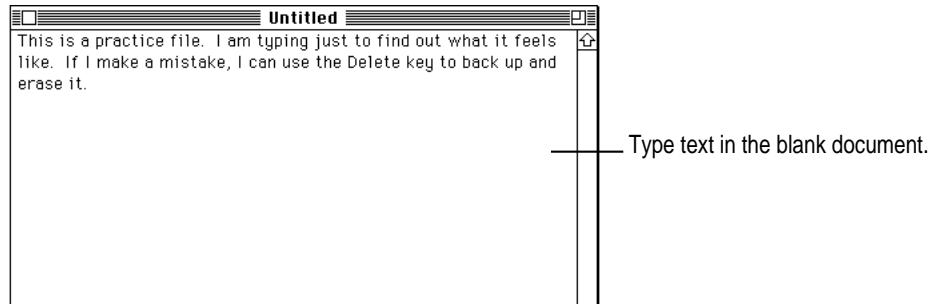 Untitled
This is a practice file.  I am typing just to find out what it feels
like.  If I make a mistake, I can use the Delete key to back up and
erase it.
Type text in the blank document.